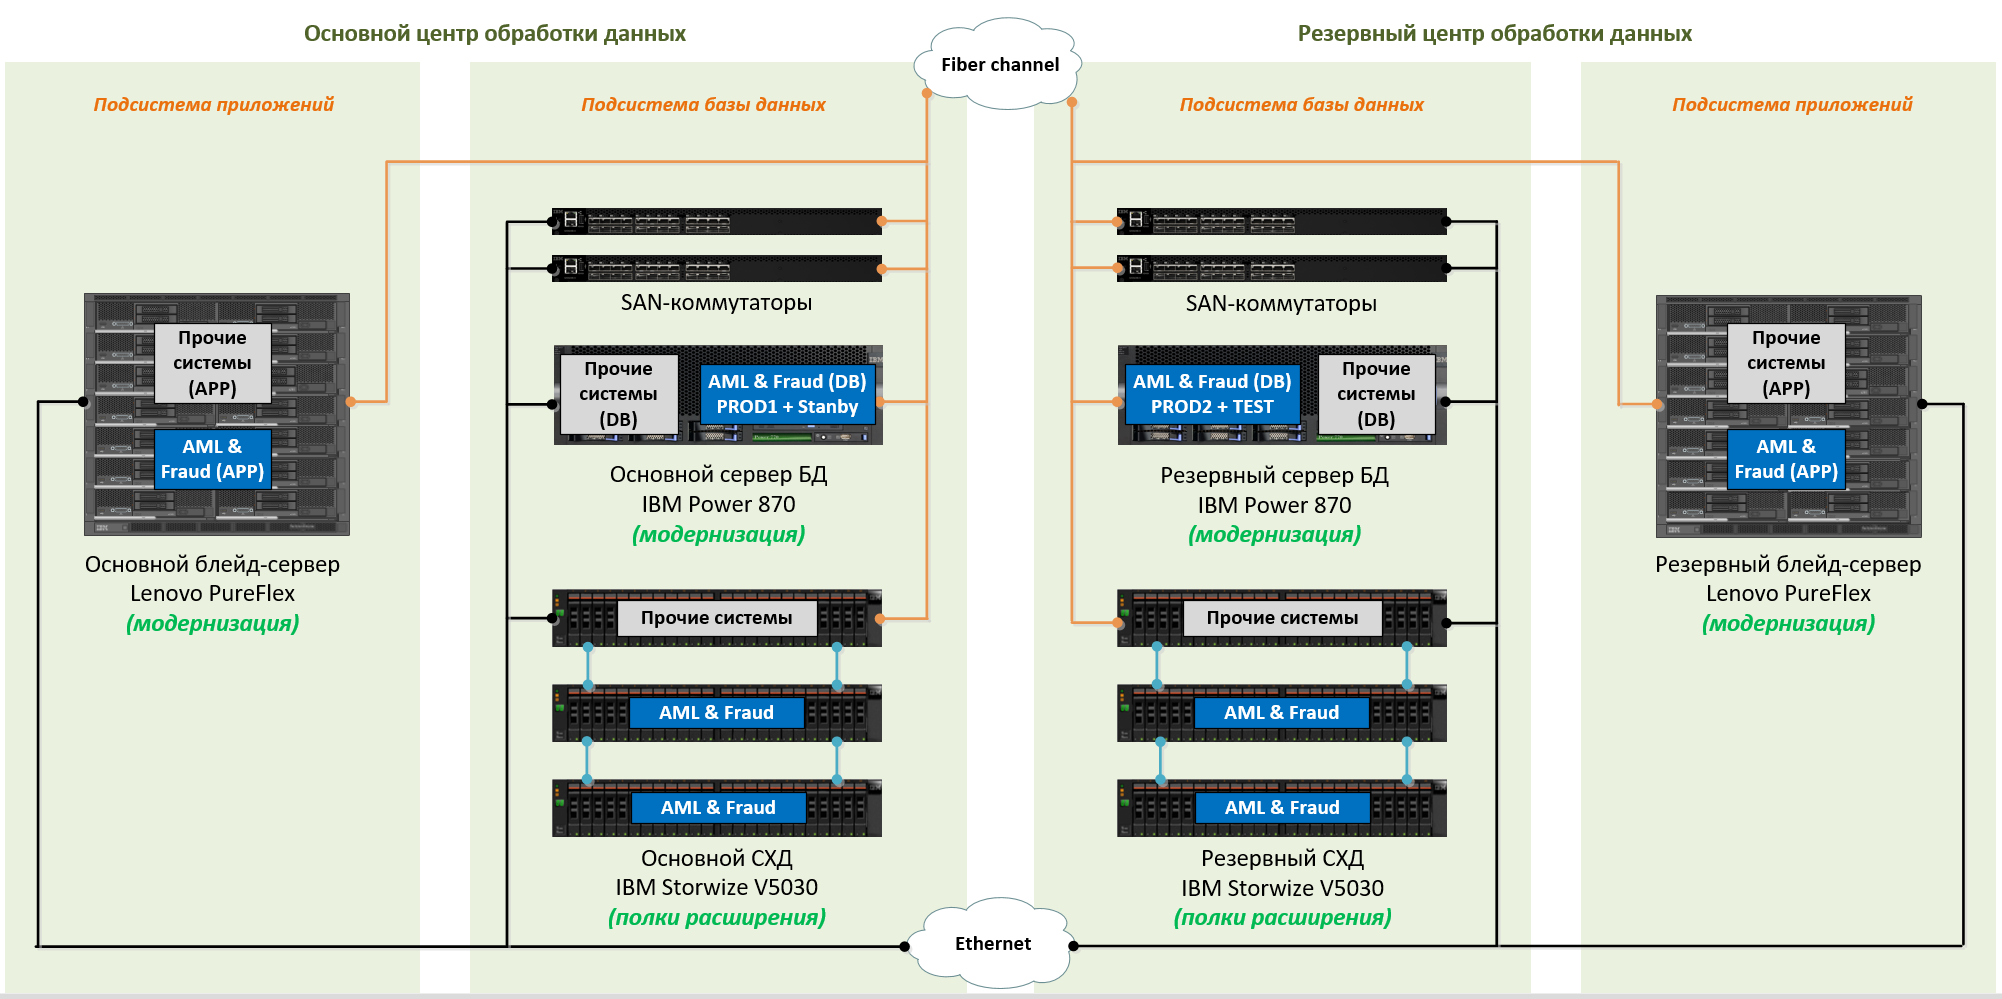 Основной центр обработки данных
Fiber channel
Резервный центр обработки данных
Подсистема приложений
Подсистема базы данных
Подсистема базы данных
Подсистема приложений
SAN-коммутаторы
SAN-коммутаторы
Прочие
системы
(APP)
AML &
Fraud (APP)
Основной блейд-сервер
Lenovo PureFlex
(модернизация)
Прочие
системы
(DB)
AML & Fraud (DB)
PROD1 + Stanby
Основной сервер БД
IBM Power 870
(модернизация)
Прочие системы
AML & Fraud
AML & Fraud
Основной СХД
IBM Storwize V5030
(полки расширения)
AML & Fraud (DB)
PROD2 + TEST
Прочие
системы
(DB)
Резервный сервер БД
IBM Power 870
(модернизация)
Прочие системы
AML & Fraud
AML & Fraud
Резервный СХД
IBM Storwize V5030
(полки расширения)
Прочие
системы
(APP)
AML &
Fraud (APP)
Резервный блейд-сервер
Lenovo PureFlex
(модернизация)
Ethernet